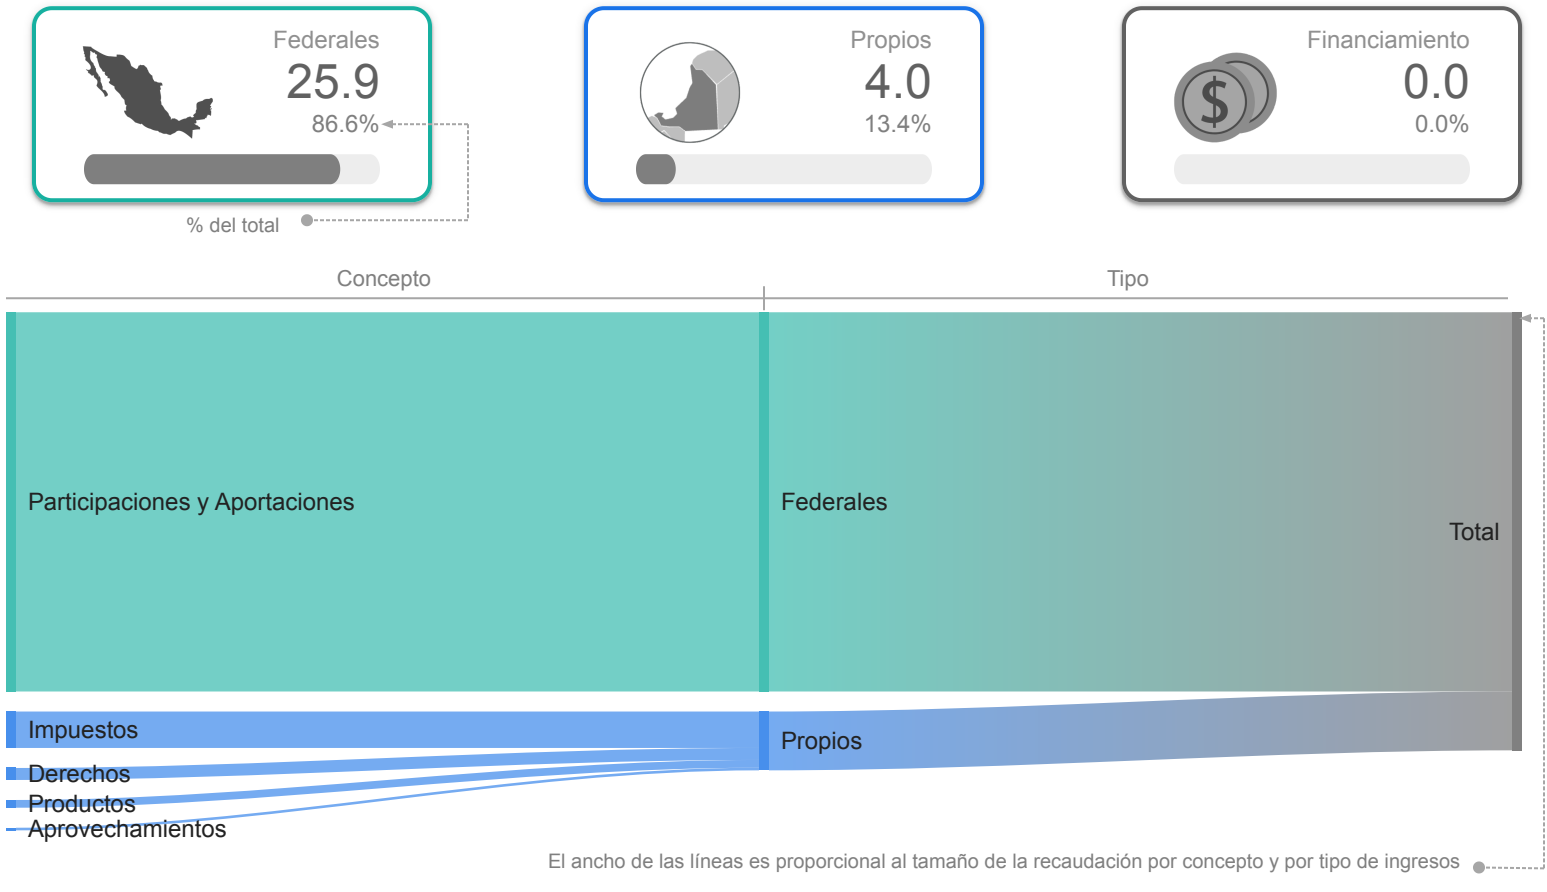 Federales
25.9
86.6%
Propios
4.0
13.4%
Financiamiento
0.0
0.0%
$
% del total
Concepto
Tipo
Participaciones y Aportaciones
Federales
Total
Impuestos
Propios
Derechos
Productos
Aprovechamientos
El ancho de las líneas es proporcional al tamaño de la recaudación por concepto y por tipo de ingresos